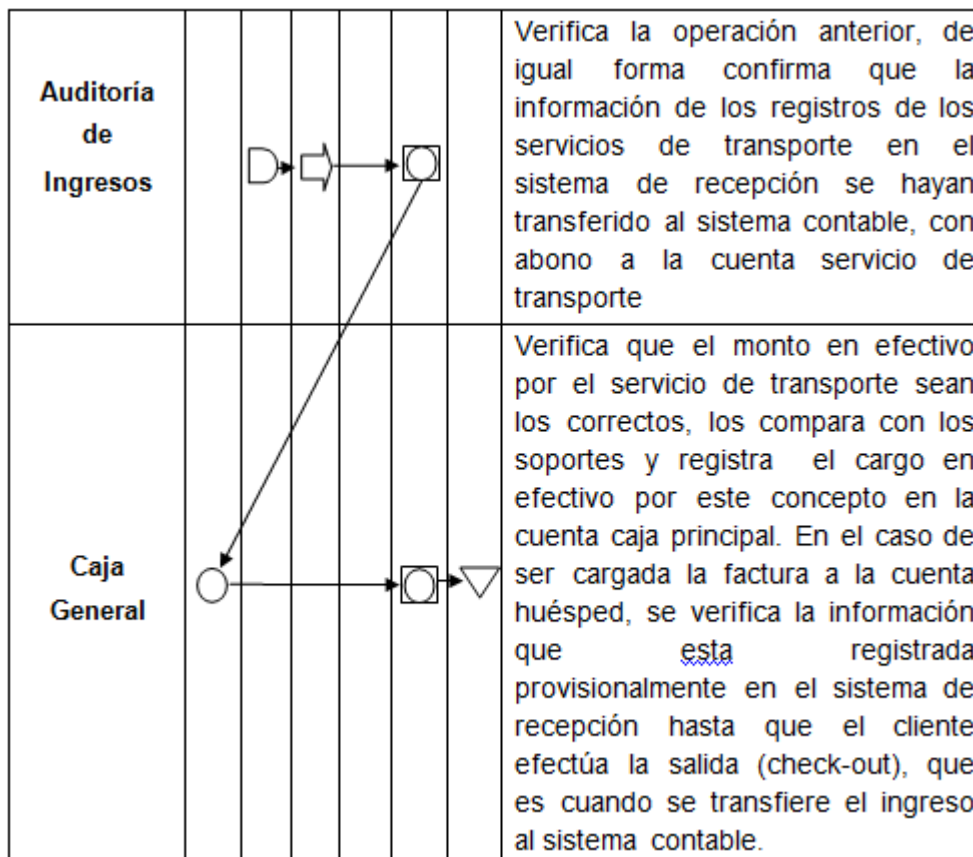 Auditoría
de
Ingresos
Verifica la operación anterior, de
igual forma confirma que la
información de los registros de los
servicios de transporte en el
sistema de recepción se hayan
transferido al sistema contable, con
abono a la cuenta servicio de
transporte
Caja
General
Verifica que el monto en efectivo
por el servicio de transporte sean
los correctos, los compara con los
soportes y registra el cargo en
efectivo por este concepto en la
cuenta caja principal. En el caso de
ser cargada la factura a la cuenta
huésped, se verifica la información
que esta registrada
provisionalmente en el sistema de
recepción hasta que el cliente
efectúa la salida (check-out), que
es cuando se transfiere el ingreso
al sistema contable.